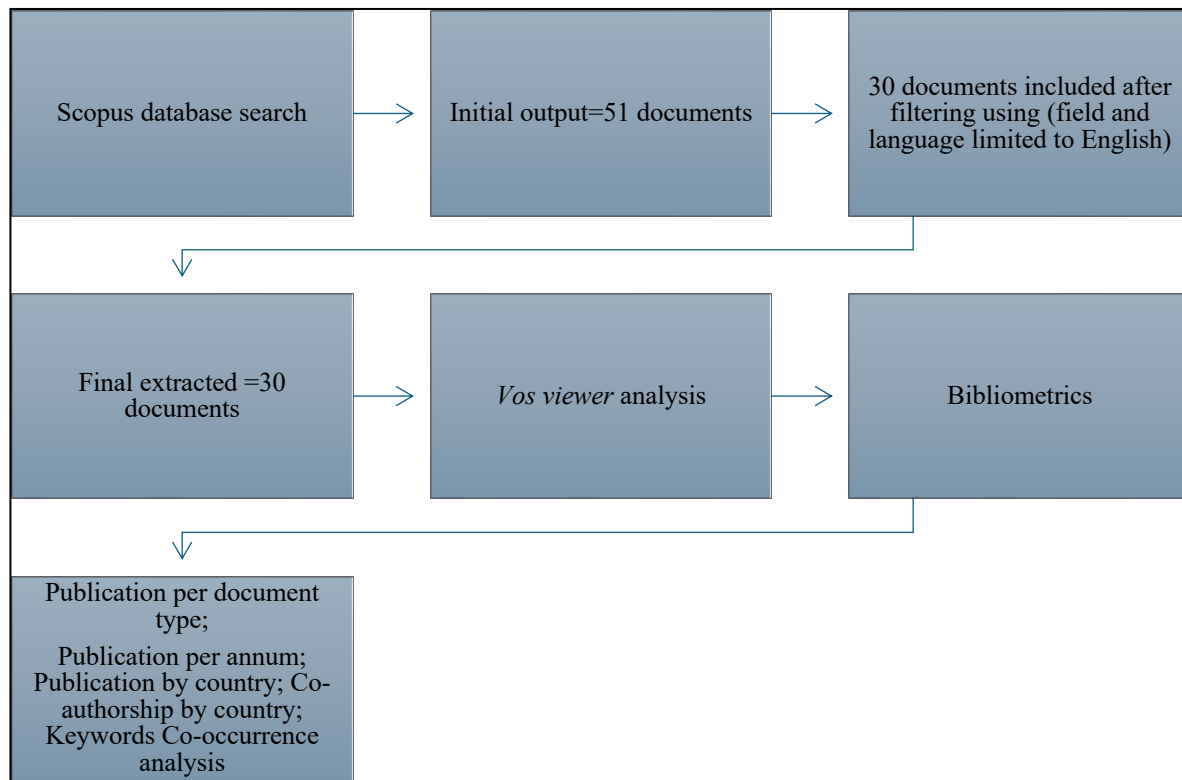 Scopus database search
Initial output=51 documents
30 documents included after
filtering using (field and
language limited to English)
Final extracted =30
documents
Vos viewer analysis
Bibliometrics
Publication per document
type;
Publication per annum;
Publication by country; Co-
authorship by country;
Keywords Co-occurrence
analysis